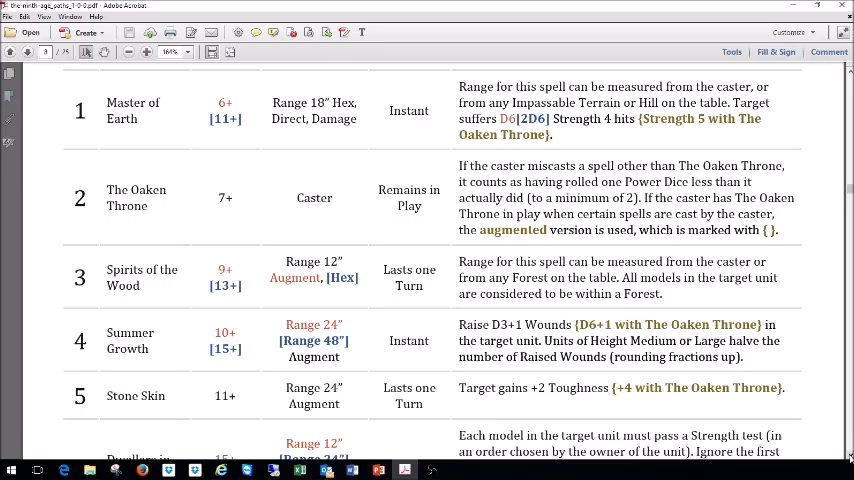 the-ninth-age_paths_1-0-0.pdf - Adobe Acrobat
File Edit View Window Help
Open Create Customize
8 / 25 164% Tools Fill & Sign Comment
1 Master of Earth 6+ [11+] Range 18" Hex, Direct, Damage Instant
Range for this spell can be measured from the caster, or
from any Impassable Terrain or Hill on the table. Target
suffers D6[2D6] Strength 4 hits {Strength 5 with The
Oaken Throne}.
2 The Oaken Throne 7+ Caster Remains in Play
If the caster miscasts a spell other than The Oaken Throne,
it counts as having rolled one Power Dice less than it
actually did (to a minimum of 2). If the caster has The Oaken
Throne in play when certain spells are cast by the caster,
the augmented version is used, which is marked with { }.
3 Spirits of the Wood 9+ [13+] Range 12" Augment, [Hex] Lasts one Turn
Range for this spell can be measured from the caster or
from any Forest on the table. All models in the target unit
are considered to be within a Forest.
4 Summer Growth 10+ [15+] Range 24" [Range 48"] Augment Instant
Raise D3+1 Wounds {D6+1 with The Oaken Throne} in
the target unit. Units of Height Medium or Large halve the
number of Raised Wounds (rounding fractions up).
5 Stone Skin 11+ Range 24" Augment Lasts one Turn
Target gains +2 Toughness {+4 with The Oaken Throne}.
Dwellers in 15+ Range 12" [Range 24"]
Each model in the target unit must pass a Strength test (in
an order chosen by the owner of the unit). Ignore the first